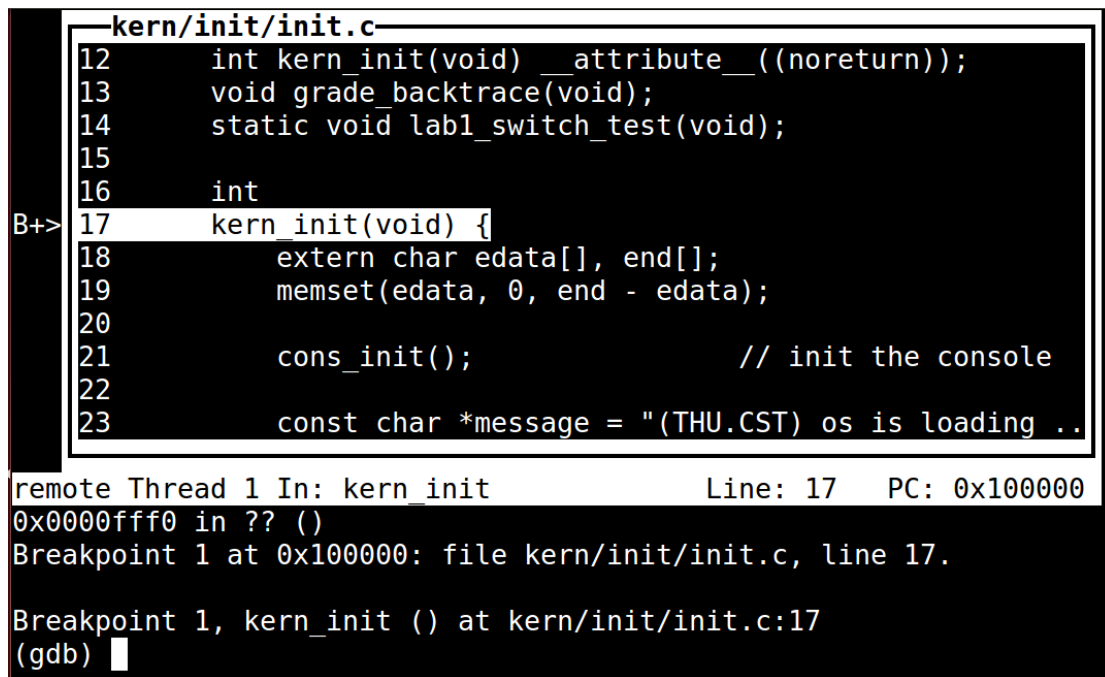 kern/init/init.c
12 int kern_init(void) __attribute__((noreturn));
13 void grade_backtrace(void);
14 static void lab1_switch_test(void);
15
16 int
B+> 17 kern_init(void) {
18 extern char edata[], end[];
19 memset(edata, 0, end - edata);
20
21 cons_init(); // init the console
22
23 const char *message = "(THU.CST) os is loading ..
remote Thread 1 In: kern_init Line: 17 PC: 0x100000
0x0000fff0 in ?? ()
Breakpoint 1 at 0x100000: file kern/init/init.c, line 17.
Breakpoint 1, kern_init () at kern/init/init.c:17
(gdb)